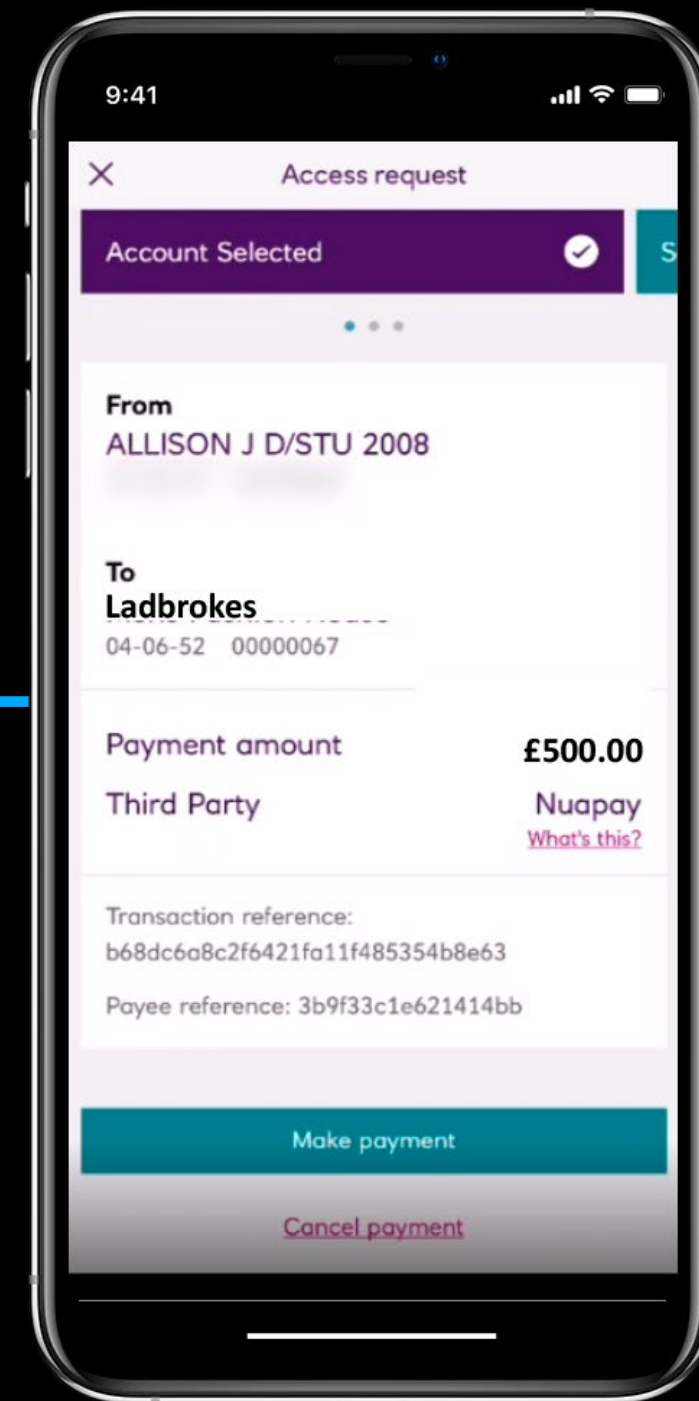 9:41
Access request
Account Selected
S
From
ALLISON J D/STU 2008
To
Ladbrokes
04-06-52 00000067
Payment amount £500.00
Third Party Nuapay
What's this?
Transaction reference:
b68dc6a8c2f6421fa11f485354b8e63
Payee reference: 3b9f33c1e621414bb
Make payment
Cancel payment